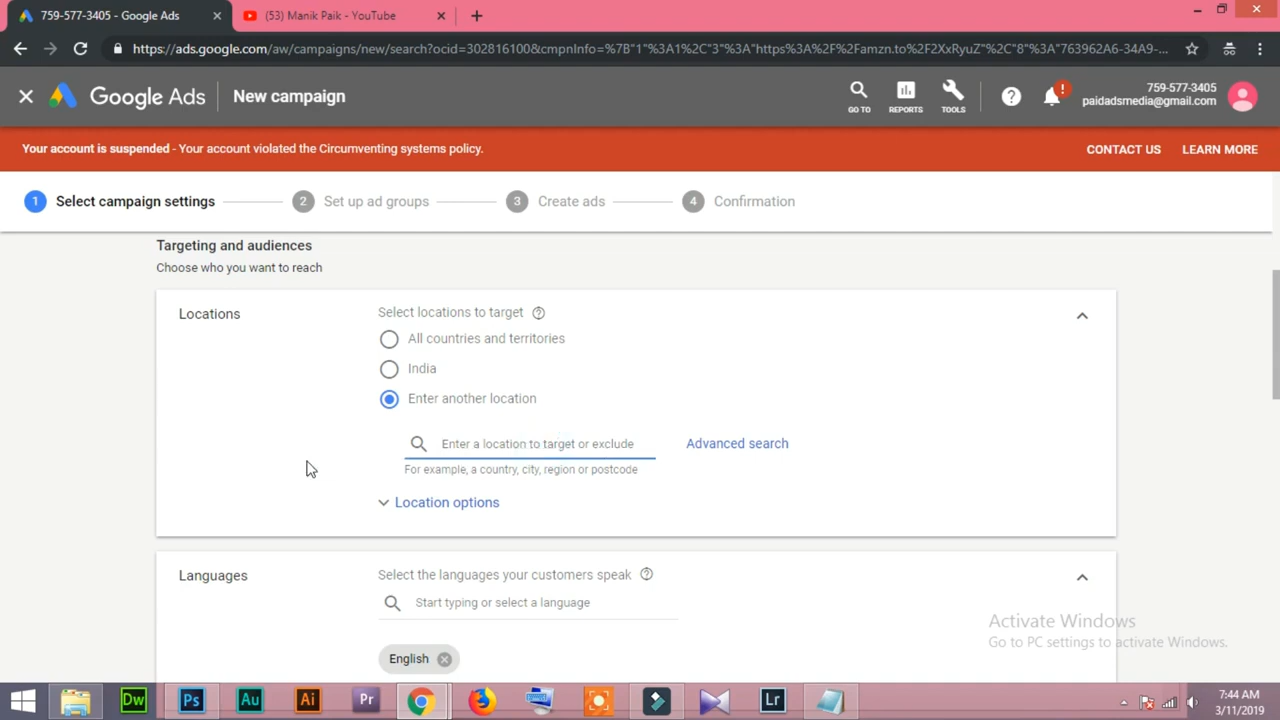 759-577-3405 - Google Ads
(53) Manik Paik - YouTube
https://ads.google.com/aw/campaigns/new/search?ocid=302816100&cmpnInfo=%7B"1"%3A1%2C"3"%3A"https%3A%2F%2Famzn.to%2F2XxRyuZ"%2C"8"%3A"763962A6-34A9-...
Google Ads
New campaign
GO TO
REPORTS
TOOLS
759-577-3405
paidadsmedia@gmail.com
Your account is suspended - Your account violated the Circumventing systems policy.
CONTACT US
LEARN MORE
1 Select campaign settings
2 Set up ad groups
3 Create ads
4 Confirmation
Targeting and audiences
Choose who you want to reach
Locations
Select locations to target
All countries and territories
India
Enter another location
Enter a location to target or exclude
Advanced search
For example, a country, city, region or postcode
Location options
Languages
Select the languages your customers speak
Start typing or select a language
English
Activate Windows
Go to PC settings to activate Windows.
Dw
Ps
Au
Ai
Pr
Lr
7:44 AM
3/11/2019